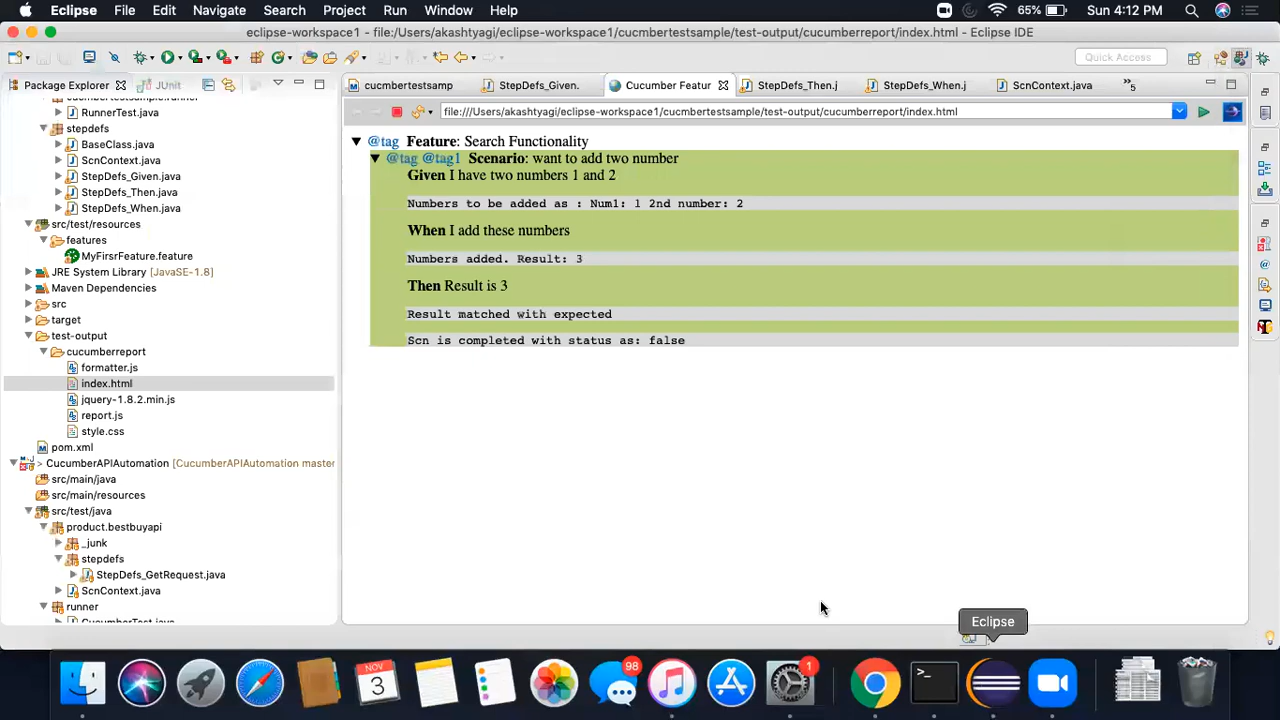 Eclipse File Edit Navigate Search Project Run Window Help 65% Sun 4:12 PM
eclipse-workspace1 - file:/Users/akashtyagi/eclipse-workspace1/cucmbertestsample/test-output/cucumberreport/index.html - Eclipse IDE
Quick Access
Package Explorer JUnit
cucmbertestsamp StepDefs_Given. Cucumber Featur StepDefs_Then.j StepDefs_When.j ScnContext.java »5
file:///Users/akashtyagi/eclipse-workspace1/cucmbertestsample/test-output/cucumberreport/index.html
cucumbertestsample.runner
RunnerTest.java
stepdefs
BaseClass.java
ScnContext.java
StepDefs_Given.java
StepDefs_Then.java
StepDefs_When.java
src/test/resources
features
MyFirsrFeature.feature
JRE System Library [JavaSE-1.8]
Maven Dependencies
src
target
test-output
cucumberreport
formatter.js
index.html
jquery-1.8.2.min.js
report.js
style.css
pom.xml
> CucumberAPIAutomation [CucumberAPIAutomation master
src/main/java
src/main/resources
src/test/java
product.bestbuyapi
_junk
stepdefs
StepDefs_GetRequest.java
ScnContext.java
runner
CucumberTest.java
@tag Feature: Search Functionality
@tag @tag1 Scenario: want to add two number
Given I have two numbers 1 and 2
Numbers to be added as : Num1: 1 2nd number: 2
When I add these numbers
Numbers added. Result: 3
Then Result is 3
Result matched with expected
Scn is completed with status as: false
Eclipse
NOV
3
98
1